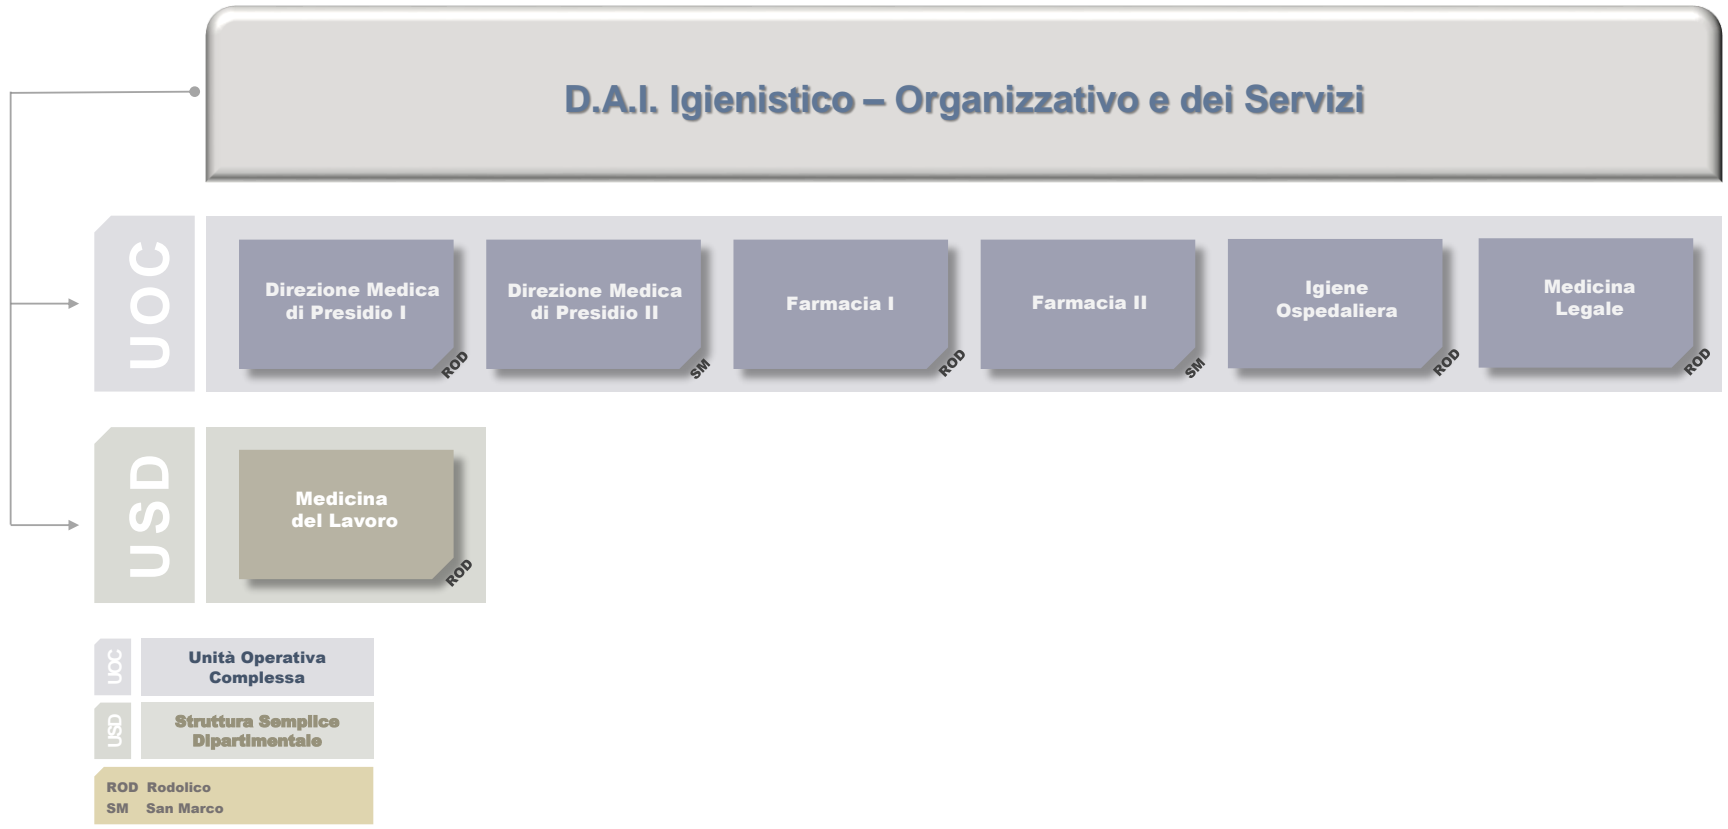 D.A.I. Igienistico – Organizzativo e dei Servizi
UOC
Direzione Medica
di Presidio I
ROD
Direzione Medica
di Presidio II
SM
Farmacia I
ROD
Farmacia II
SM
Igiene
Ospedaliera
ROD
Medicina
Legale
ROD
USD
Medicina
del Lavoro
ROD
UOC
Unità Operativa
Complessa
USD
Struttura Semplice
Dipartimentale
ROD Rodolico
SM San Marco